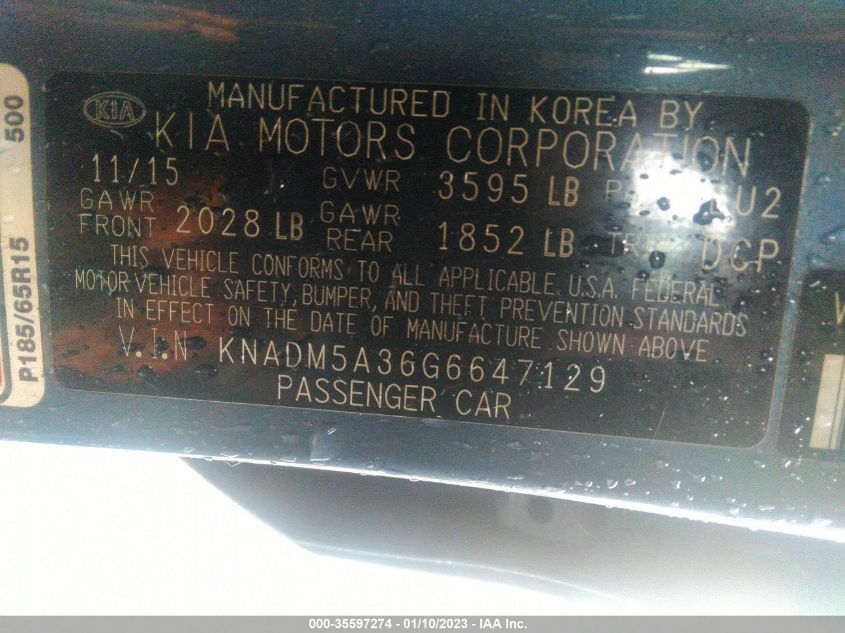 KIA
MANUFACTURED IN KOREA BY
KIA MOTORS CORPORATION
11/15 GVWR 3595 LB U2
GAWR FRONT 2028 LB GAWR REAR 1852 LB DCP
THIS VEHICLE CONFORMS TO ALL APPLICABLE U.S.A. FEDERAL
MOTOR VEHICLE SAFETY, BUMPER, AND THEFT PREVENTION STANDARDS
IN EFFECT ON THE DATE OF MANUFACTURE SHOWN ABOVE
V.I.N KNADM5A36G6647129
PASSENGER CAR
P185/65R15 500
000-35597274 - 01/10/2023 - IAA Inc.